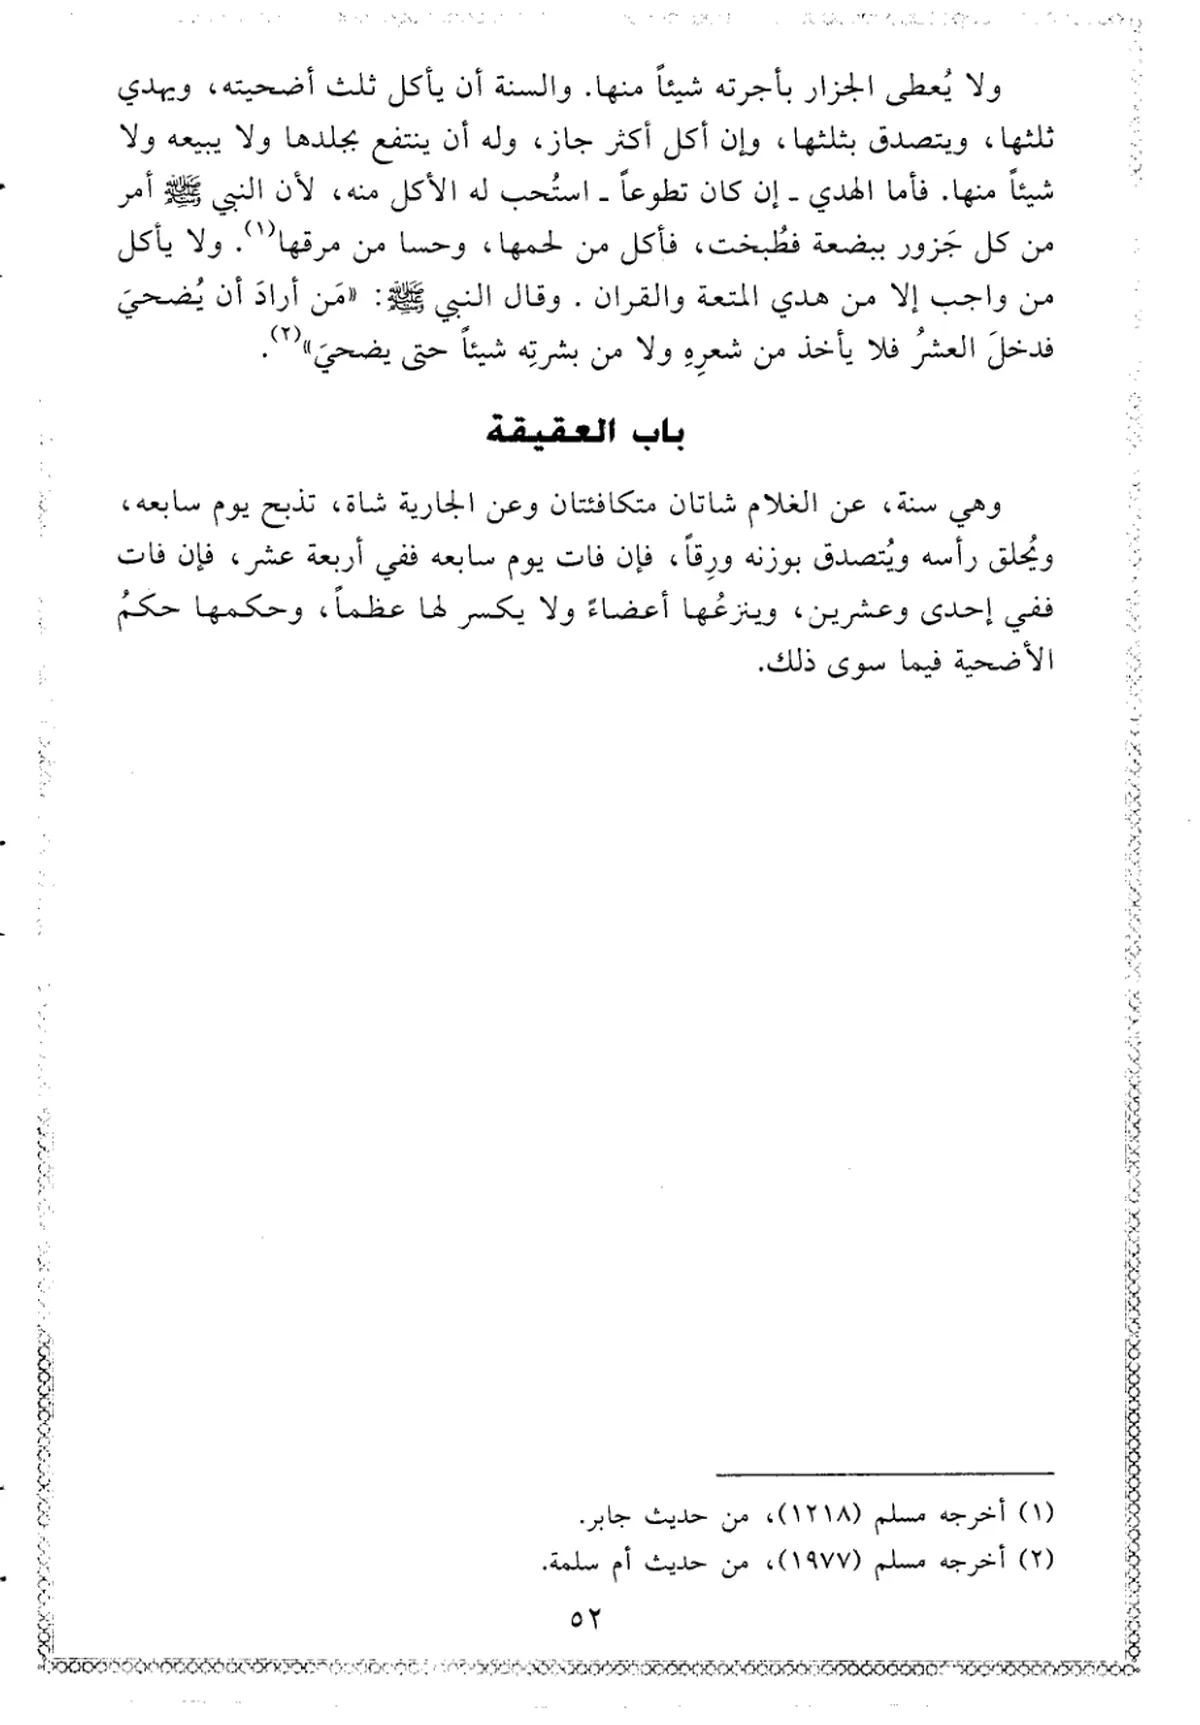 ولا يُعطى الجزار بأجرته شيئاً منها. والسنة أن يأكل ثلث أضحيته، ويهدي
ثلثها، ويتصدق بثلثها، وإن أكل أكثر جاز، وله أن ينتفع بجلدها ولا يبيعه ولا
شيئاً منها. فأما الهدي ـ إن كان تطوعاً ـ استُحب له الأكل منه، لأن النبي ﷺ أمر
من كل جَزور ببضعة فطُبخت، فأكل من لحمها، وحسا من مرقها(١). ولا يأكل
من واجب إلا من هدي المتعة والقران . وقال النبي ﷺ: «مَن أرادَ أن يُضحيَ
فدخلَ العشرُ فلا يأخذ من شعرِهِ ولا من بشرتِه شيئاً حتى يضحيَ»(٢).
باب العقيقة
وهي سنة، عن الغلام شاتان متكافئتان وعن الجارية شاة، تذبح يوم سابعه،
ويُحلق رأسه ويُتصدق بوزنه ورِقاً، فإن فات يوم سابعه ففي أربعة عشر، فإن فات
ففي إحدى وعشرين، وينزعُها أعضاءً ولا يكسر لها عظماً، وحكمها حكمُ
الأضحية فيما سوى ذلك.
(١) أخرجه مسلم (١٢١٨)، من حديث جابر.
(٢) أخرجه مسلم (١٩٧٧)، من حديث أم سلمة.
٥٢